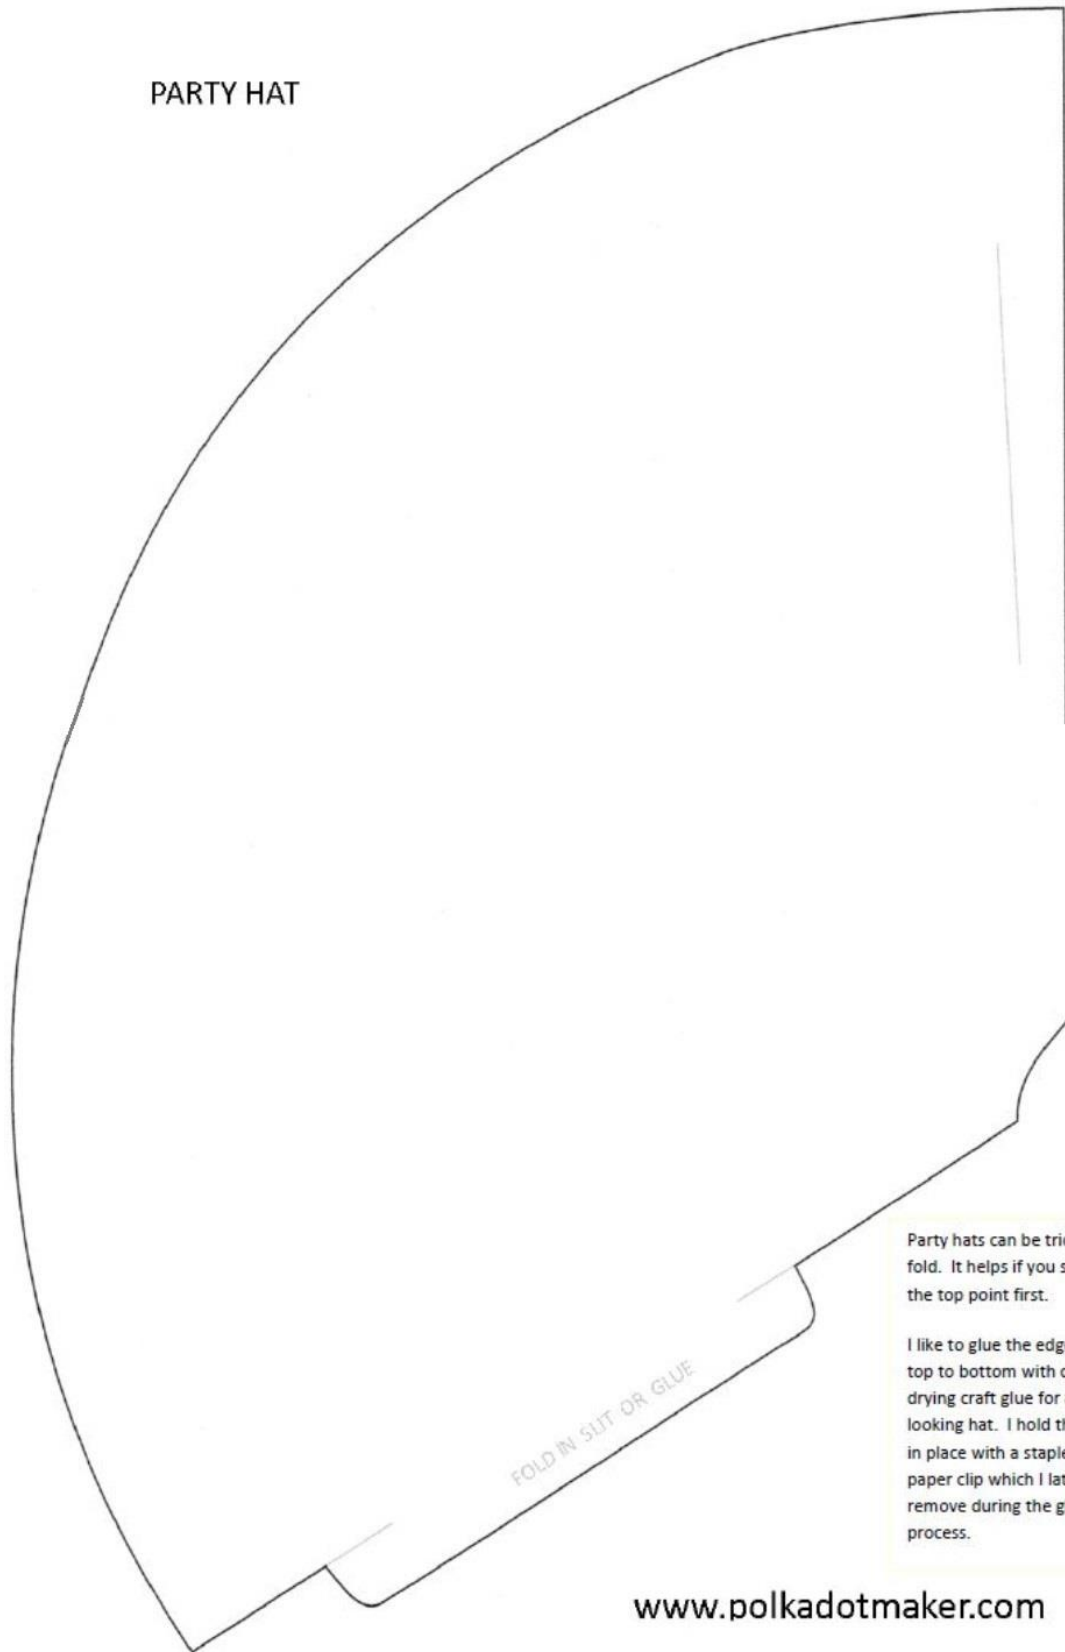 PARTY HAT
Party hats can be
fold. It helps if you
the top point first.
I like to glue the
top to bottom with
drying craft glue for
looking hat. I hold
in place with a
paper clip which I
remove during the
process.
FOLD IN SLIT OR GLUE
www.polkadotmaker.com